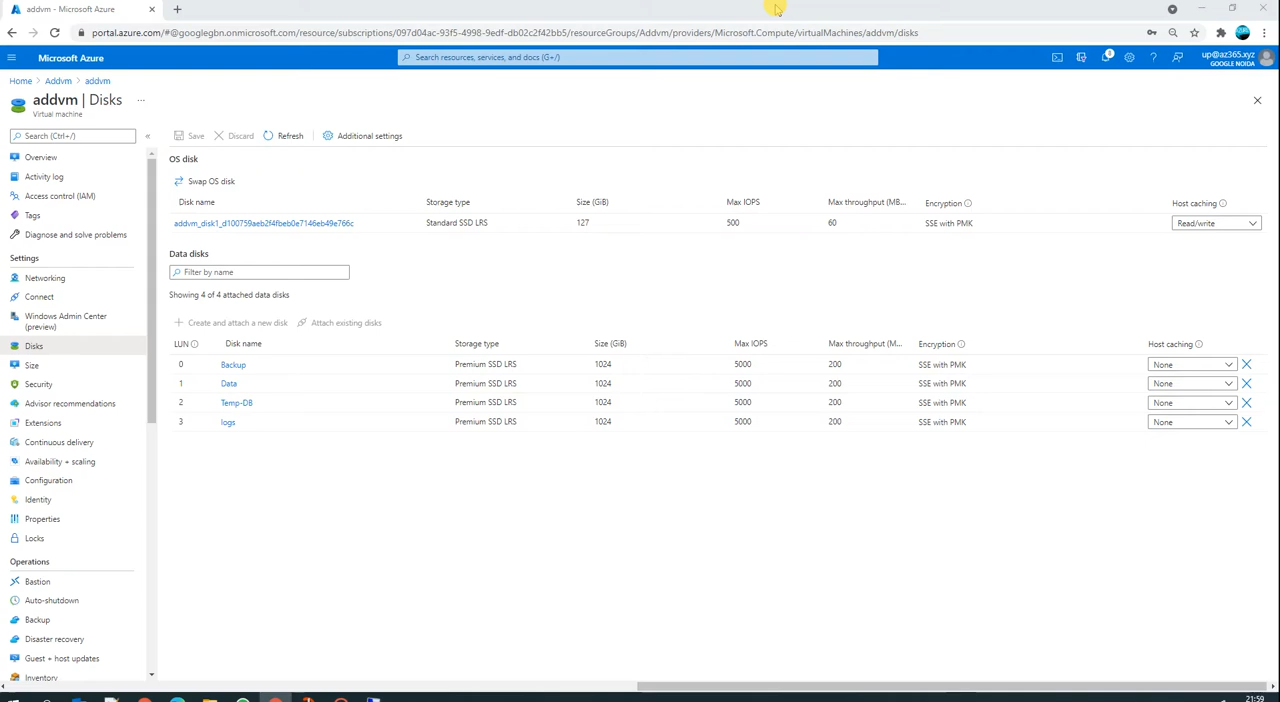 addvm - Microsoft Azure
portal.azure.com/#@googlegbn.onmicrosoft.com/resource/subscriptions/097d04ac-93f5-4998-9edf-db02c2f42bb5/resourceGroups/Addvm/providers/Microsoft.Compute/virtualMachines/addvm/disks
Microsoft Azure
Search resources, services, and docs (G+/)
8
up@az365.xyz
GOOGLE NOIDA
Home > Addvm > addvm
addvm | Disks ...
Virtual machine
Search (Ctrl+/)
Overview
Activity log
Access control (IAM)
Tags
Diagnose and solve problems
Settings
Networking
Connect
Windows Admin Center
(preview)
Disks
Size
Security
Advisor recommendations
Extensions
Continuous delivery
Availability + scaling
Configuration
Identity
Properties
Locks
Operations
Bastion
Auto-shutdown
Backup
Disaster recovery
Guest + host updates
Inventory
Save Discard Refresh Additional settings
OS disk
Swap OS disk
Disk name Storage type Size (GiB) Max IOPS Max throughput (MB... Encryption Host caching
addvm_disk1_d100759aeb2f4fbeb0e7146eb49e766c Standard SSD LRS 127 500 60 SSE with PMK Read/write
Data disks
Filter by name
Showing 4 of 4 attached data disks
Create and attach a new disk Attach existing disks
LUN Disk name Storage type Size (GiB) Max IOPS Max throughput (M... Encryption Host caching
0 Backup Premium SSD LRS 1024 5000 200 SSE with PMK None
1 Data Premium SSD LRS 1024 5000 200 SSE with PMK None
2 Temp-DB Premium SSD LRS 1024 5000 200 SSE with PMK None
3 logs Premium SSD LRS 1024 5000 200 SSE with PMK None
21:59